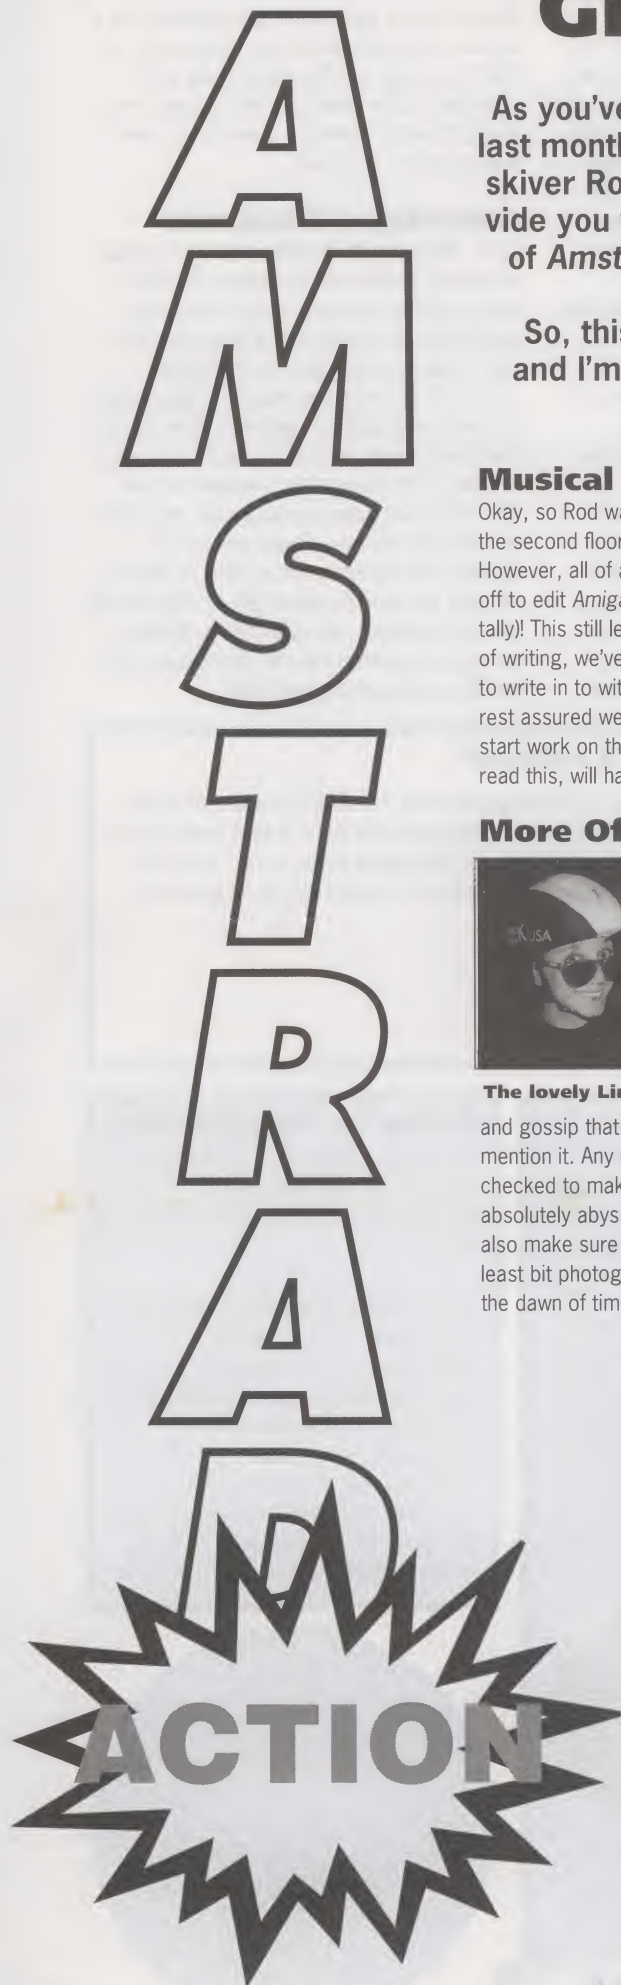 AMSTRAD
ACTION
GE
As you've
last month
skiver Ro
vide you
of Amst
So, this
and I'm
Musical
Okay, so Rod wa
the second floor
However, all of a
off to edit Amiga
tally)! This still le
of writing, we've
to write in to wit
rest assured we
start work on th
read this, will ha
More Of
USA
The lovely Lin
and gossip that
mention it. Any
checked to mak
absolutely abys
also make sure
least bit photog
the dawn of tim